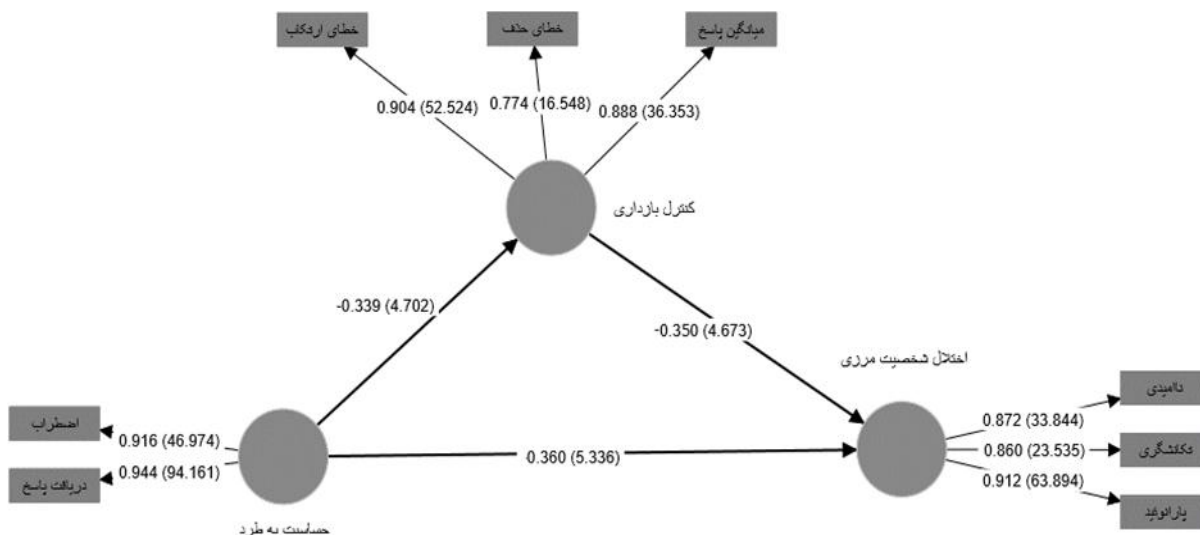 خطای ارتکاب
خطای حذف
میانگین پاسخ
0.904 (52.524)
0.774 (16.548)
0.888 (36.353)
کنترل بازداری
-0.339 (4.702)
-0.350 (4.673)
اختلال شخصیت مرزی
اضطراب
0.916 (46.974)
دریافت پاسخ
0.944 (94.161)
حساسیت به طرد
0.360 (5.336)
ناامیدی
0.872 (33.844)
تکانشگری
0.860 (23.535)
پارانوئید
0.912 (63.894)